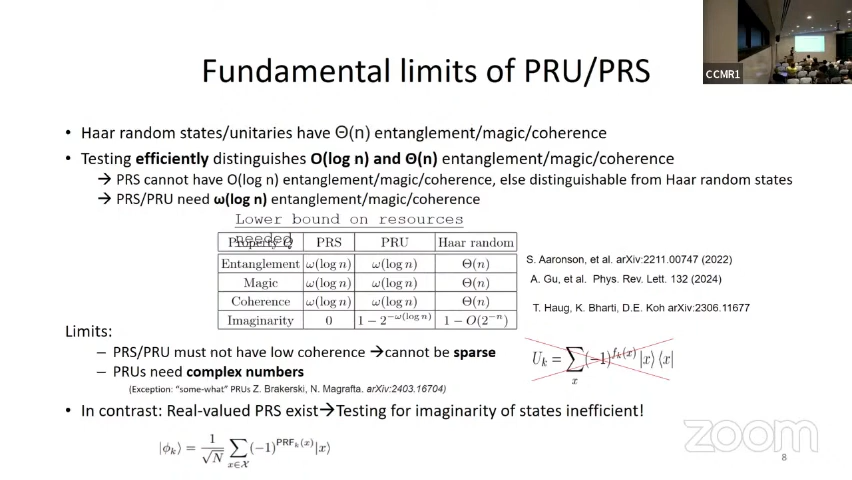 CCMR1
Fundamental limits of PRU/PRS
• Haar random states/unitaries have Θ(n) entanglement/magic/coherence
• Testing efficiently distinguishes O(log n) and Θ(n) entanglement/magic/coherence
→ PRS cannot have O(log n) entanglement/magic/coherence, else distinguishable from Haar random states
→ PRS/PRU need ω(log n) entanglement/magic/coherence
Lower bound on resources
needed
Property Q PRS PRU Haar random
Entanglement ω(log n) ω(log n) Θ(n)
Magic ω(log n) ω(log n) Θ(n)
Coherence ω(log n) ω(log n) Θ(n)
Imaginarity 0 1 − 2^{−ω(log n)} 1 − O(2^{−n})
S. Aaronson, et al. arXiv:2211.00747 (2022)
A. Gu, et al. Phys. Rev. Lett. 132 (2024)
T. Haug, K. Bharti, D.E. Koh arXiv:2306.11677
Limits:
– PRS/PRU must not have low coherence →cannot be sparse
– PRUs need complex numbers
(Exception: "some-what" PRUs Z. Brakerski, N. Magrafta. arXiv:2403.16704)
U_k = ∑_x (−1)^{f_k(x)} |x⟩⟨x|
• In contrast: Real-valued PRS exist→Testing for imaginarity of states inefficient!
|ϕ_k⟩ = 1/√N ∑_{x∈𝒳} (−1)^{PRF_k(x)} |x⟩
zoom
8